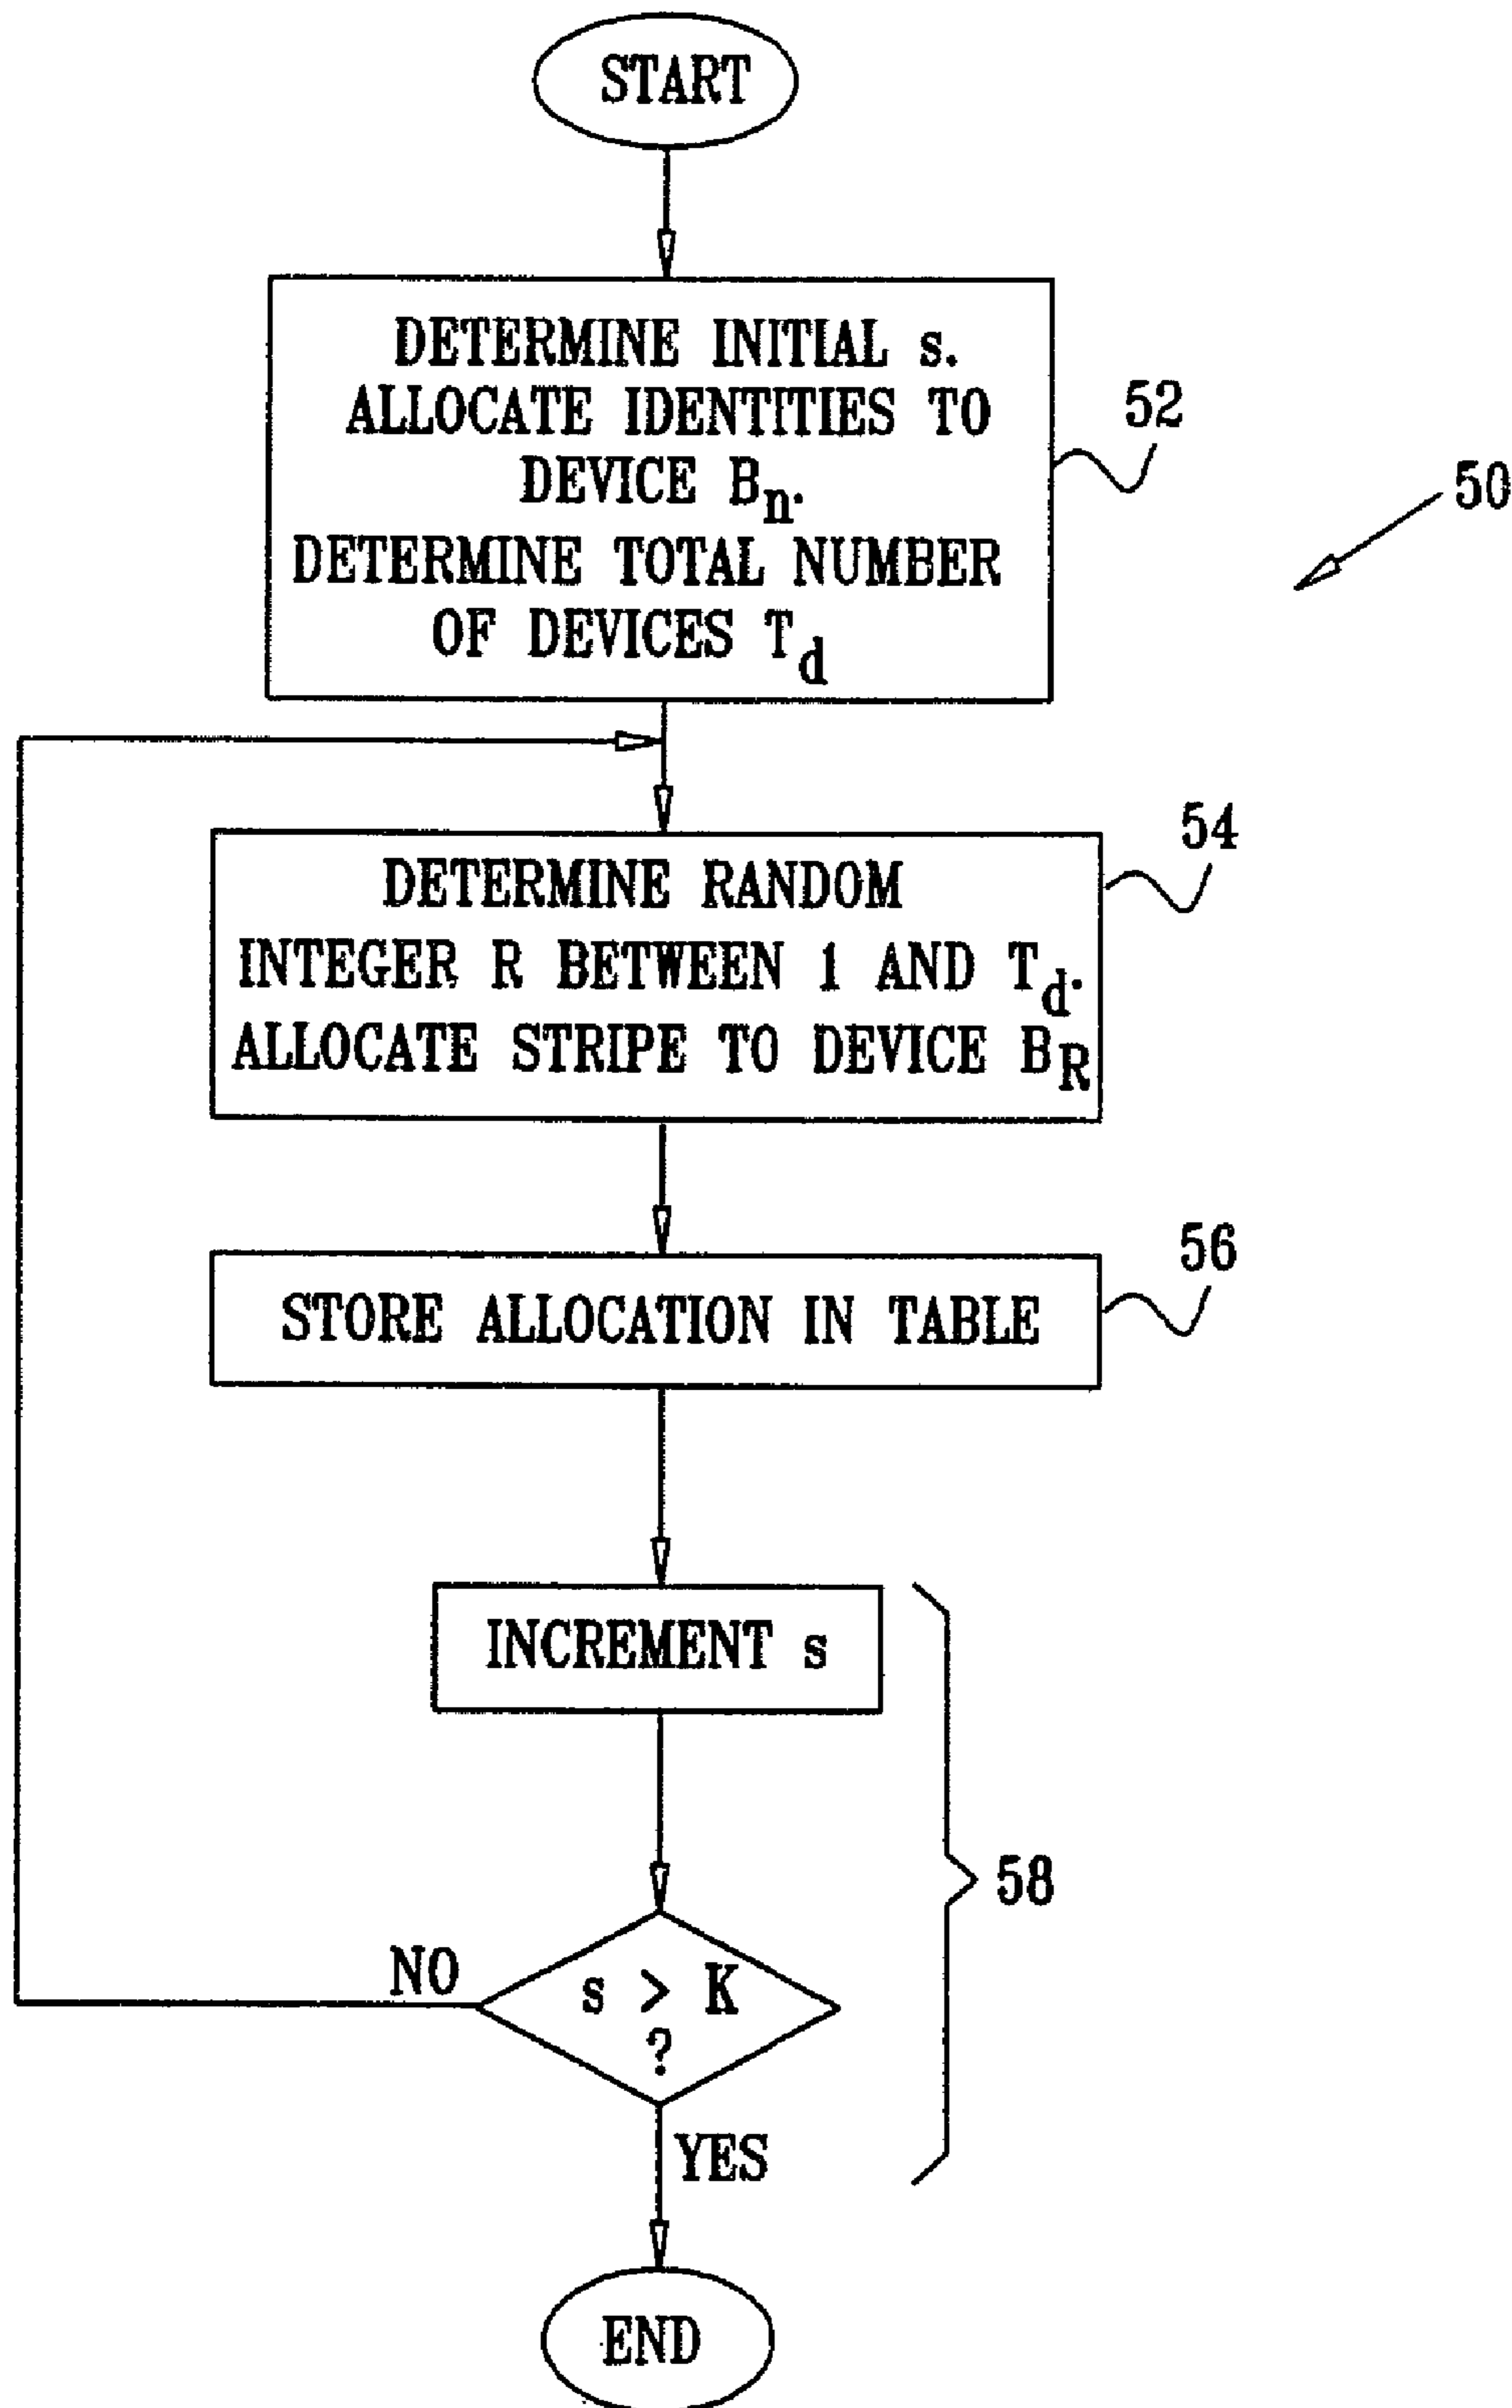 START
DETERMINE INITIAL s.
ALLOCATE IDENTITIES TO
DEVICE Bn.
DETERMINE TOTAL NUMBER
OF DEVICES Td
52
50
DETERMINE RANDOM
INTEGER R BETWEEN 1 AND Td.
ALLOCATE STRIPE TO DEVICE BR
54
STORE ALLOCATION IN TABLE
56
INCREMENT s
58
NO
s > K
?
YES
END